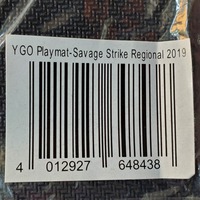 YGO Playmat-Savage Strike Regional 2019
4 012927 648438